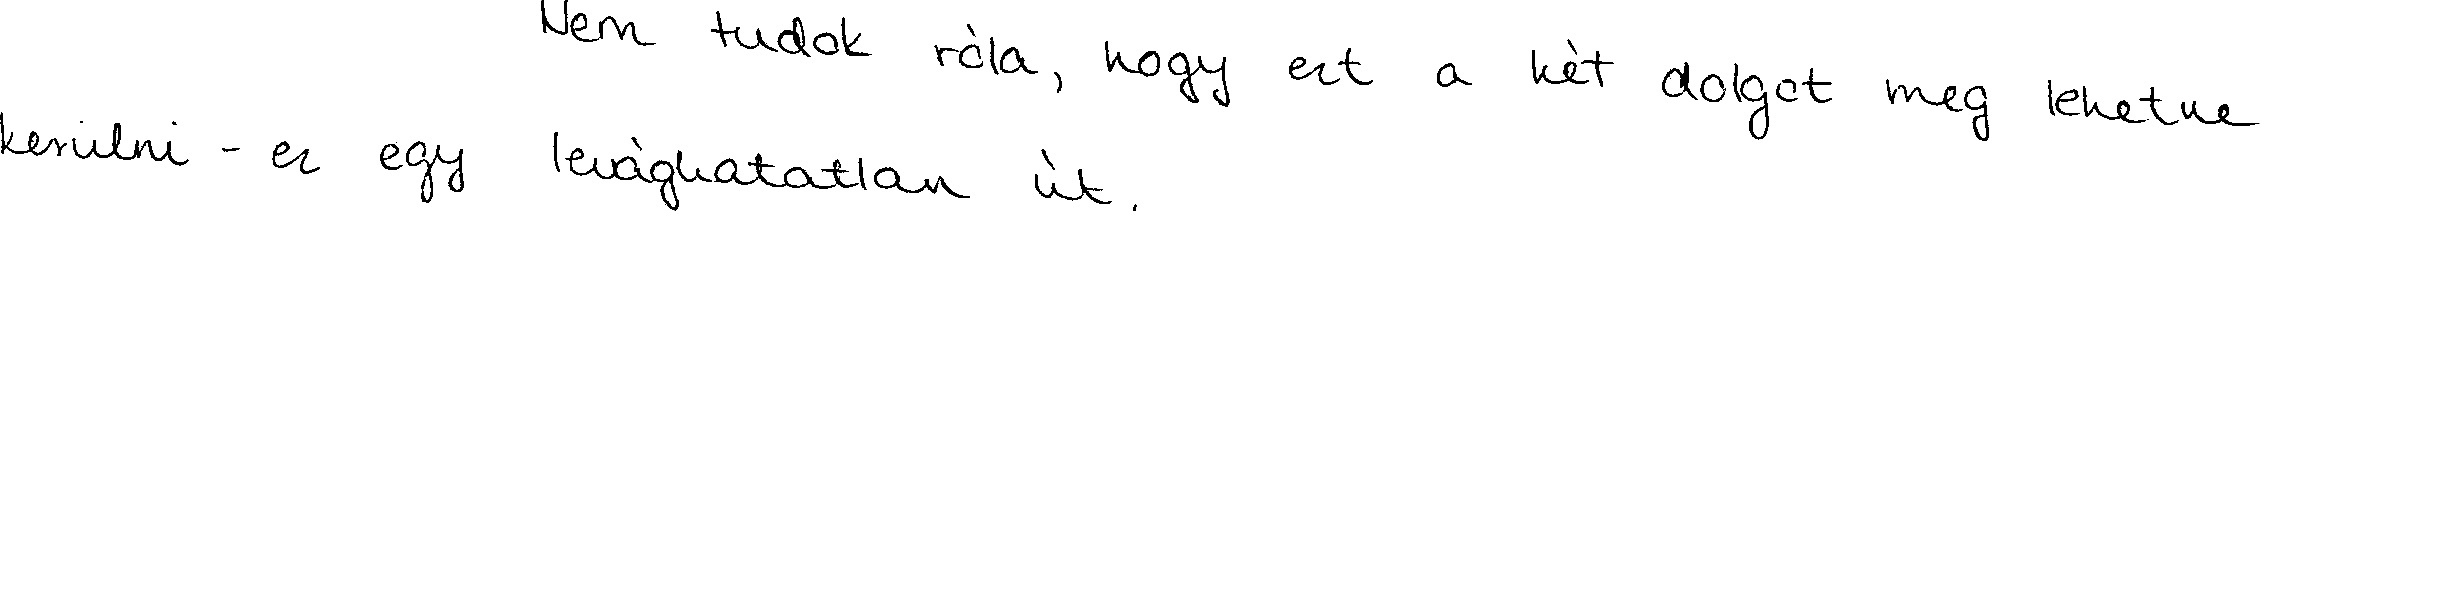 Nem tudok róla, hogy ezt a két dolgot meg lehetne
kerülni - ez egy levághatatlan út.